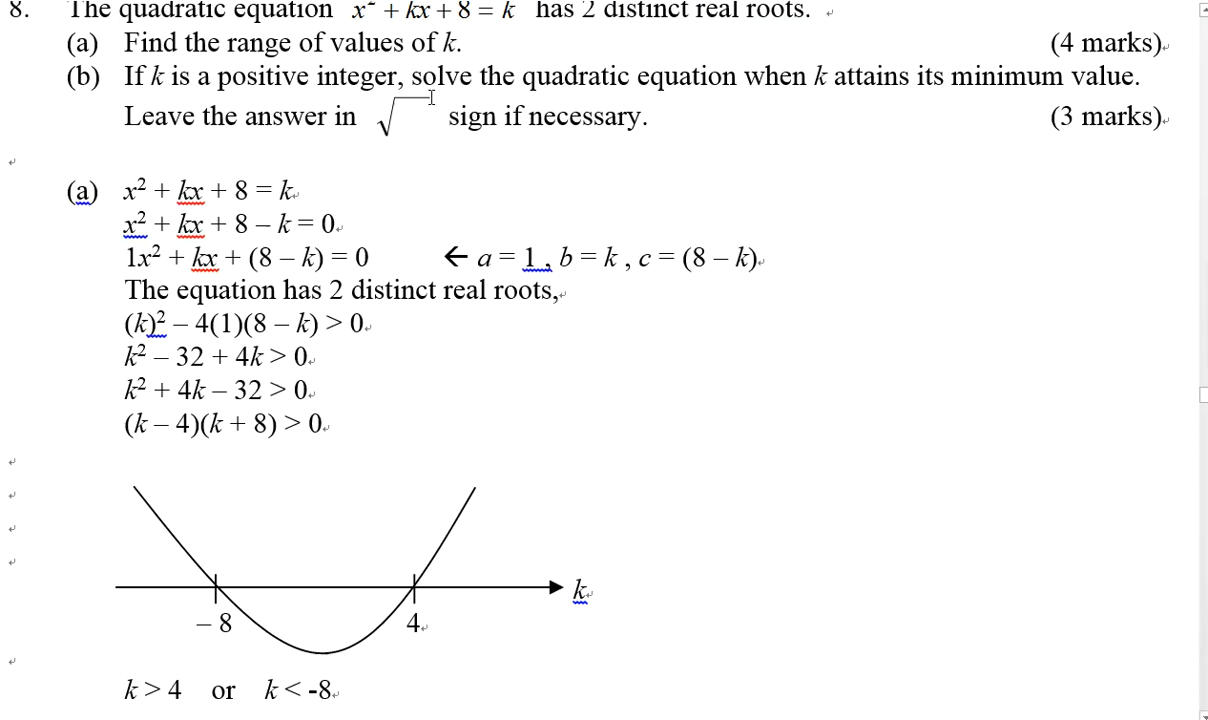 8. The quadratic equation x² + kx + 8 = k has 2 distinct real roots.
(a) Find the range of values of k. (4 marks)
(b) If k is a positive integer, solve the quadratic equation when k attains its minimum value.
Leave the answer in √ sign if necessary. (3 marks)
(a) x² + kx + 8 = k
x² + kx + 8 – k = 0
1x² + kx + (8 – k) = 0 ← a = 1 , b = k , c = (8 – k)
The equation has 2 distinct real roots,
(k)² – 4(1)(8 – k) > 0
k² – 32 + 4k > 0
k² + 4k – 32 > 0
(k – 4)(k + 8) > 0
k
– 8 4
k > 4 or k < -8